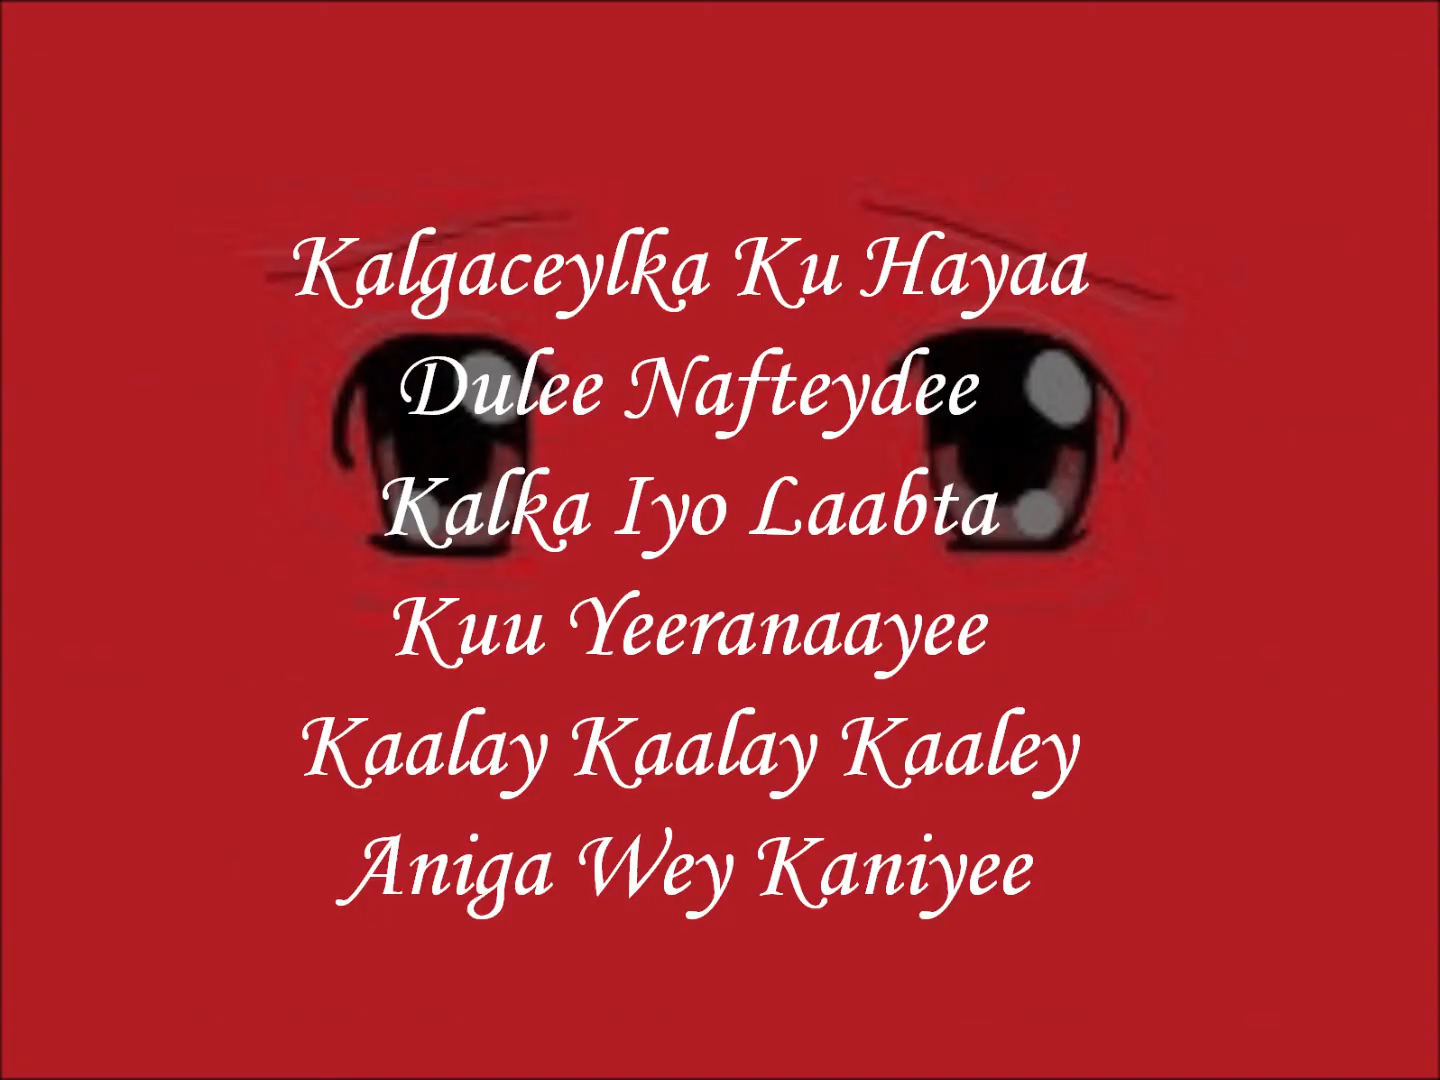 Kalgaceylka Ku Hayaa
Dulee Nafteydee
Kalka Iyo Laabta
Kuu Yeeranaayee
Kaalay Kaalay Kaaley
Aniga Wey Kaniyee